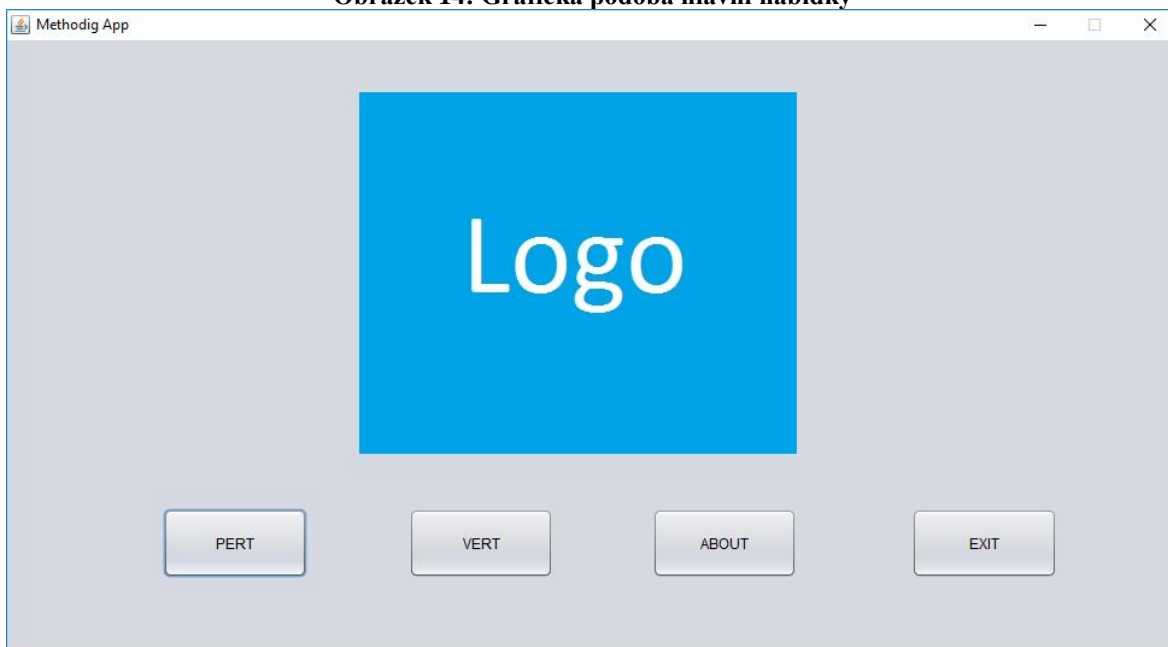 Obrázek 14: Grafická podoba hlavní nabídky
Methodig App
Logo
PERT
VERT
ABOUT
EXIT